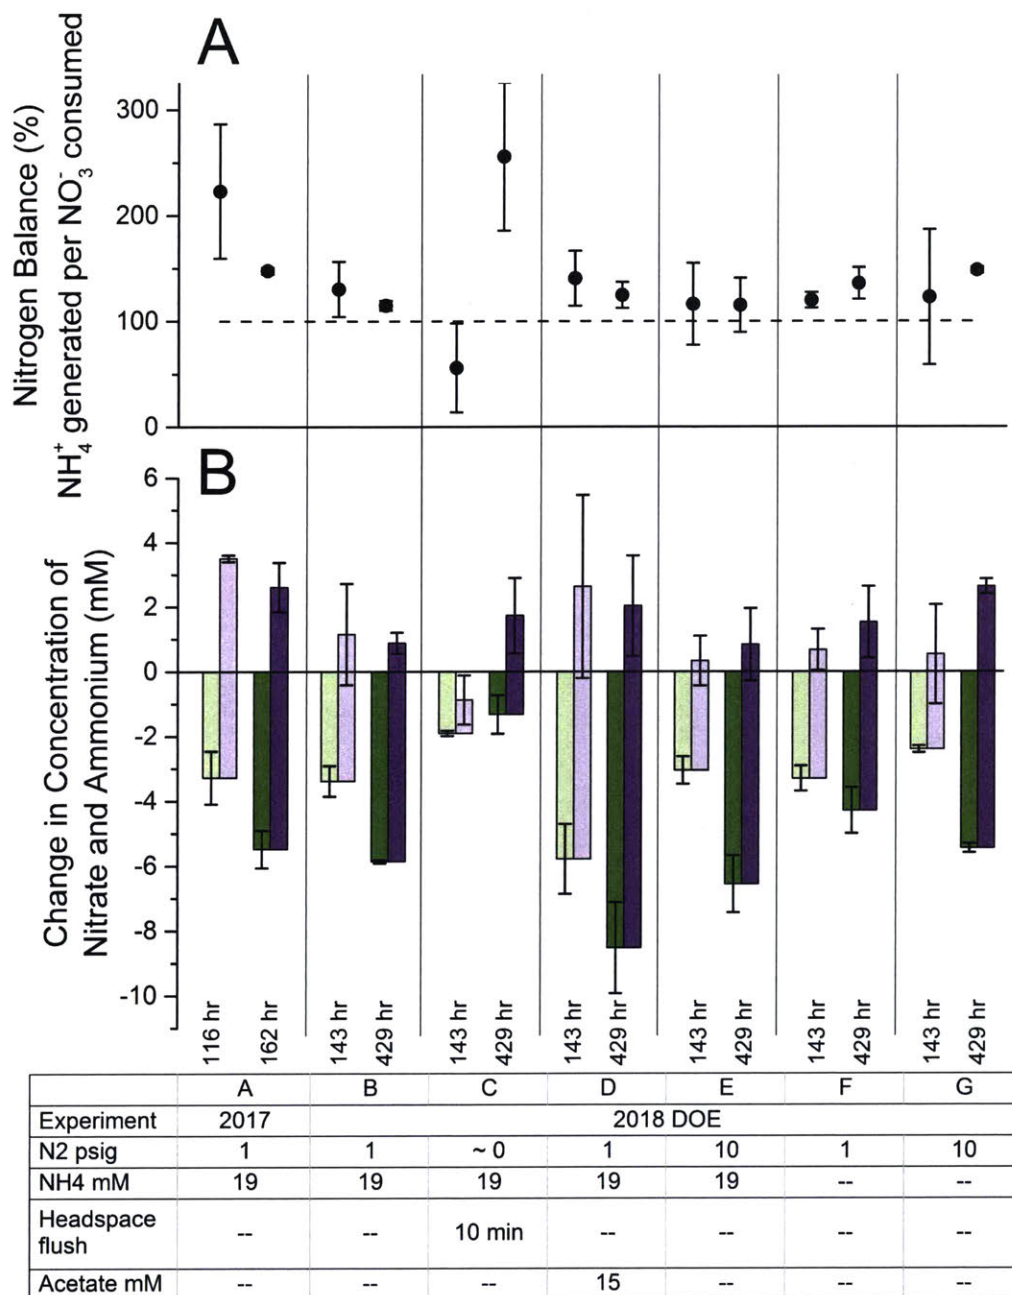 A
Nitrogen Balance (%)
NH₄⁺ generated per NO₃⁻ consumed
300
200
100
0
B
Change in Concentration of
Nitrate and Ammonium (mM)
6
4
2
0
-2
-4
-6
-8
-10
116 hr 162 hr 143 hr 429 hr 143 hr 429 hr 143 hr 429 hr 143 hr 429 hr 143 hr 429 hr 143 hr 429 hr
A B C D E F G
Experiment 2017 2018 DOE
N2 psig 1 1 ~ 0 1 10 1 10
NH4 mM 19 19 19 19 19 -- --
Headspace
flush -- -- 10 min -- -- -- --
Acetate mM -- -- -- 15 -- -- --